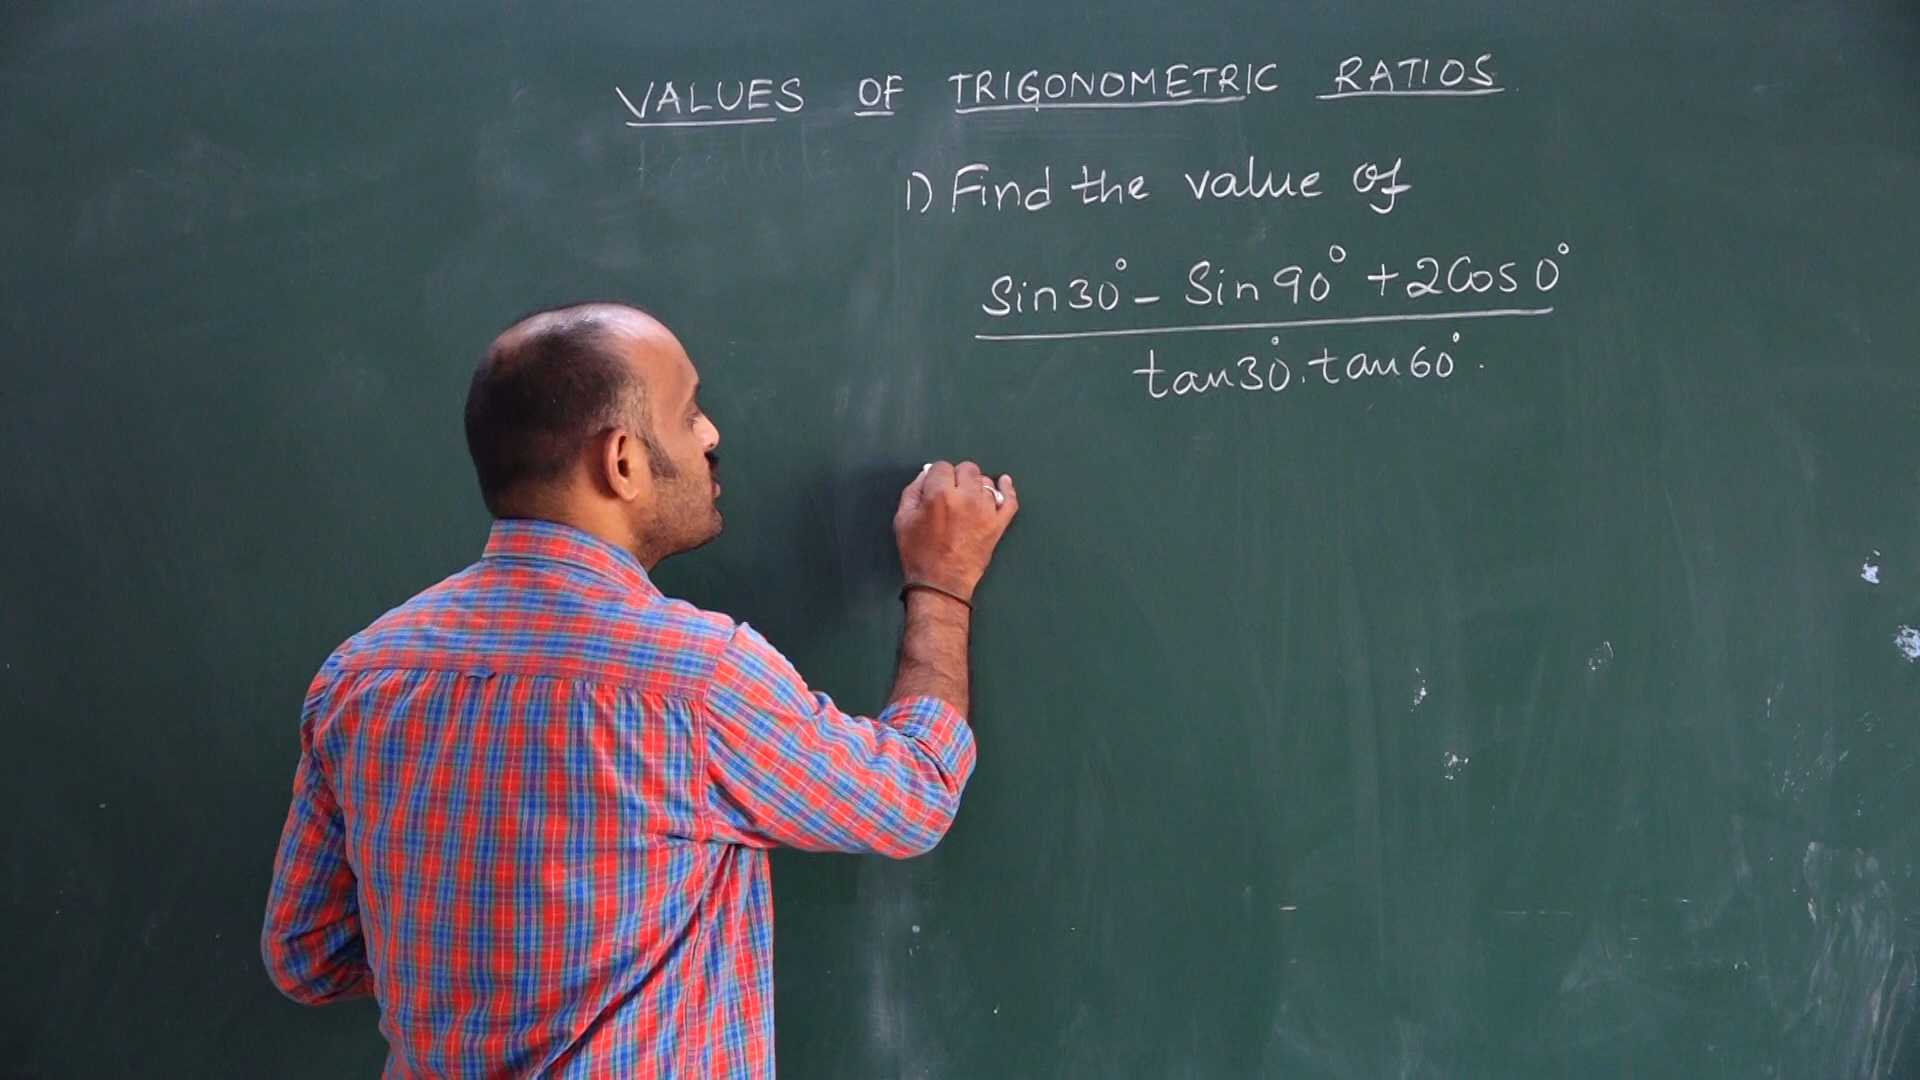 VALUES OF TRIGONOMETRIC RATIOS
1) Find the value of
Sin30° - Sin90° + 2Cos0°
tan30°.tan60°.